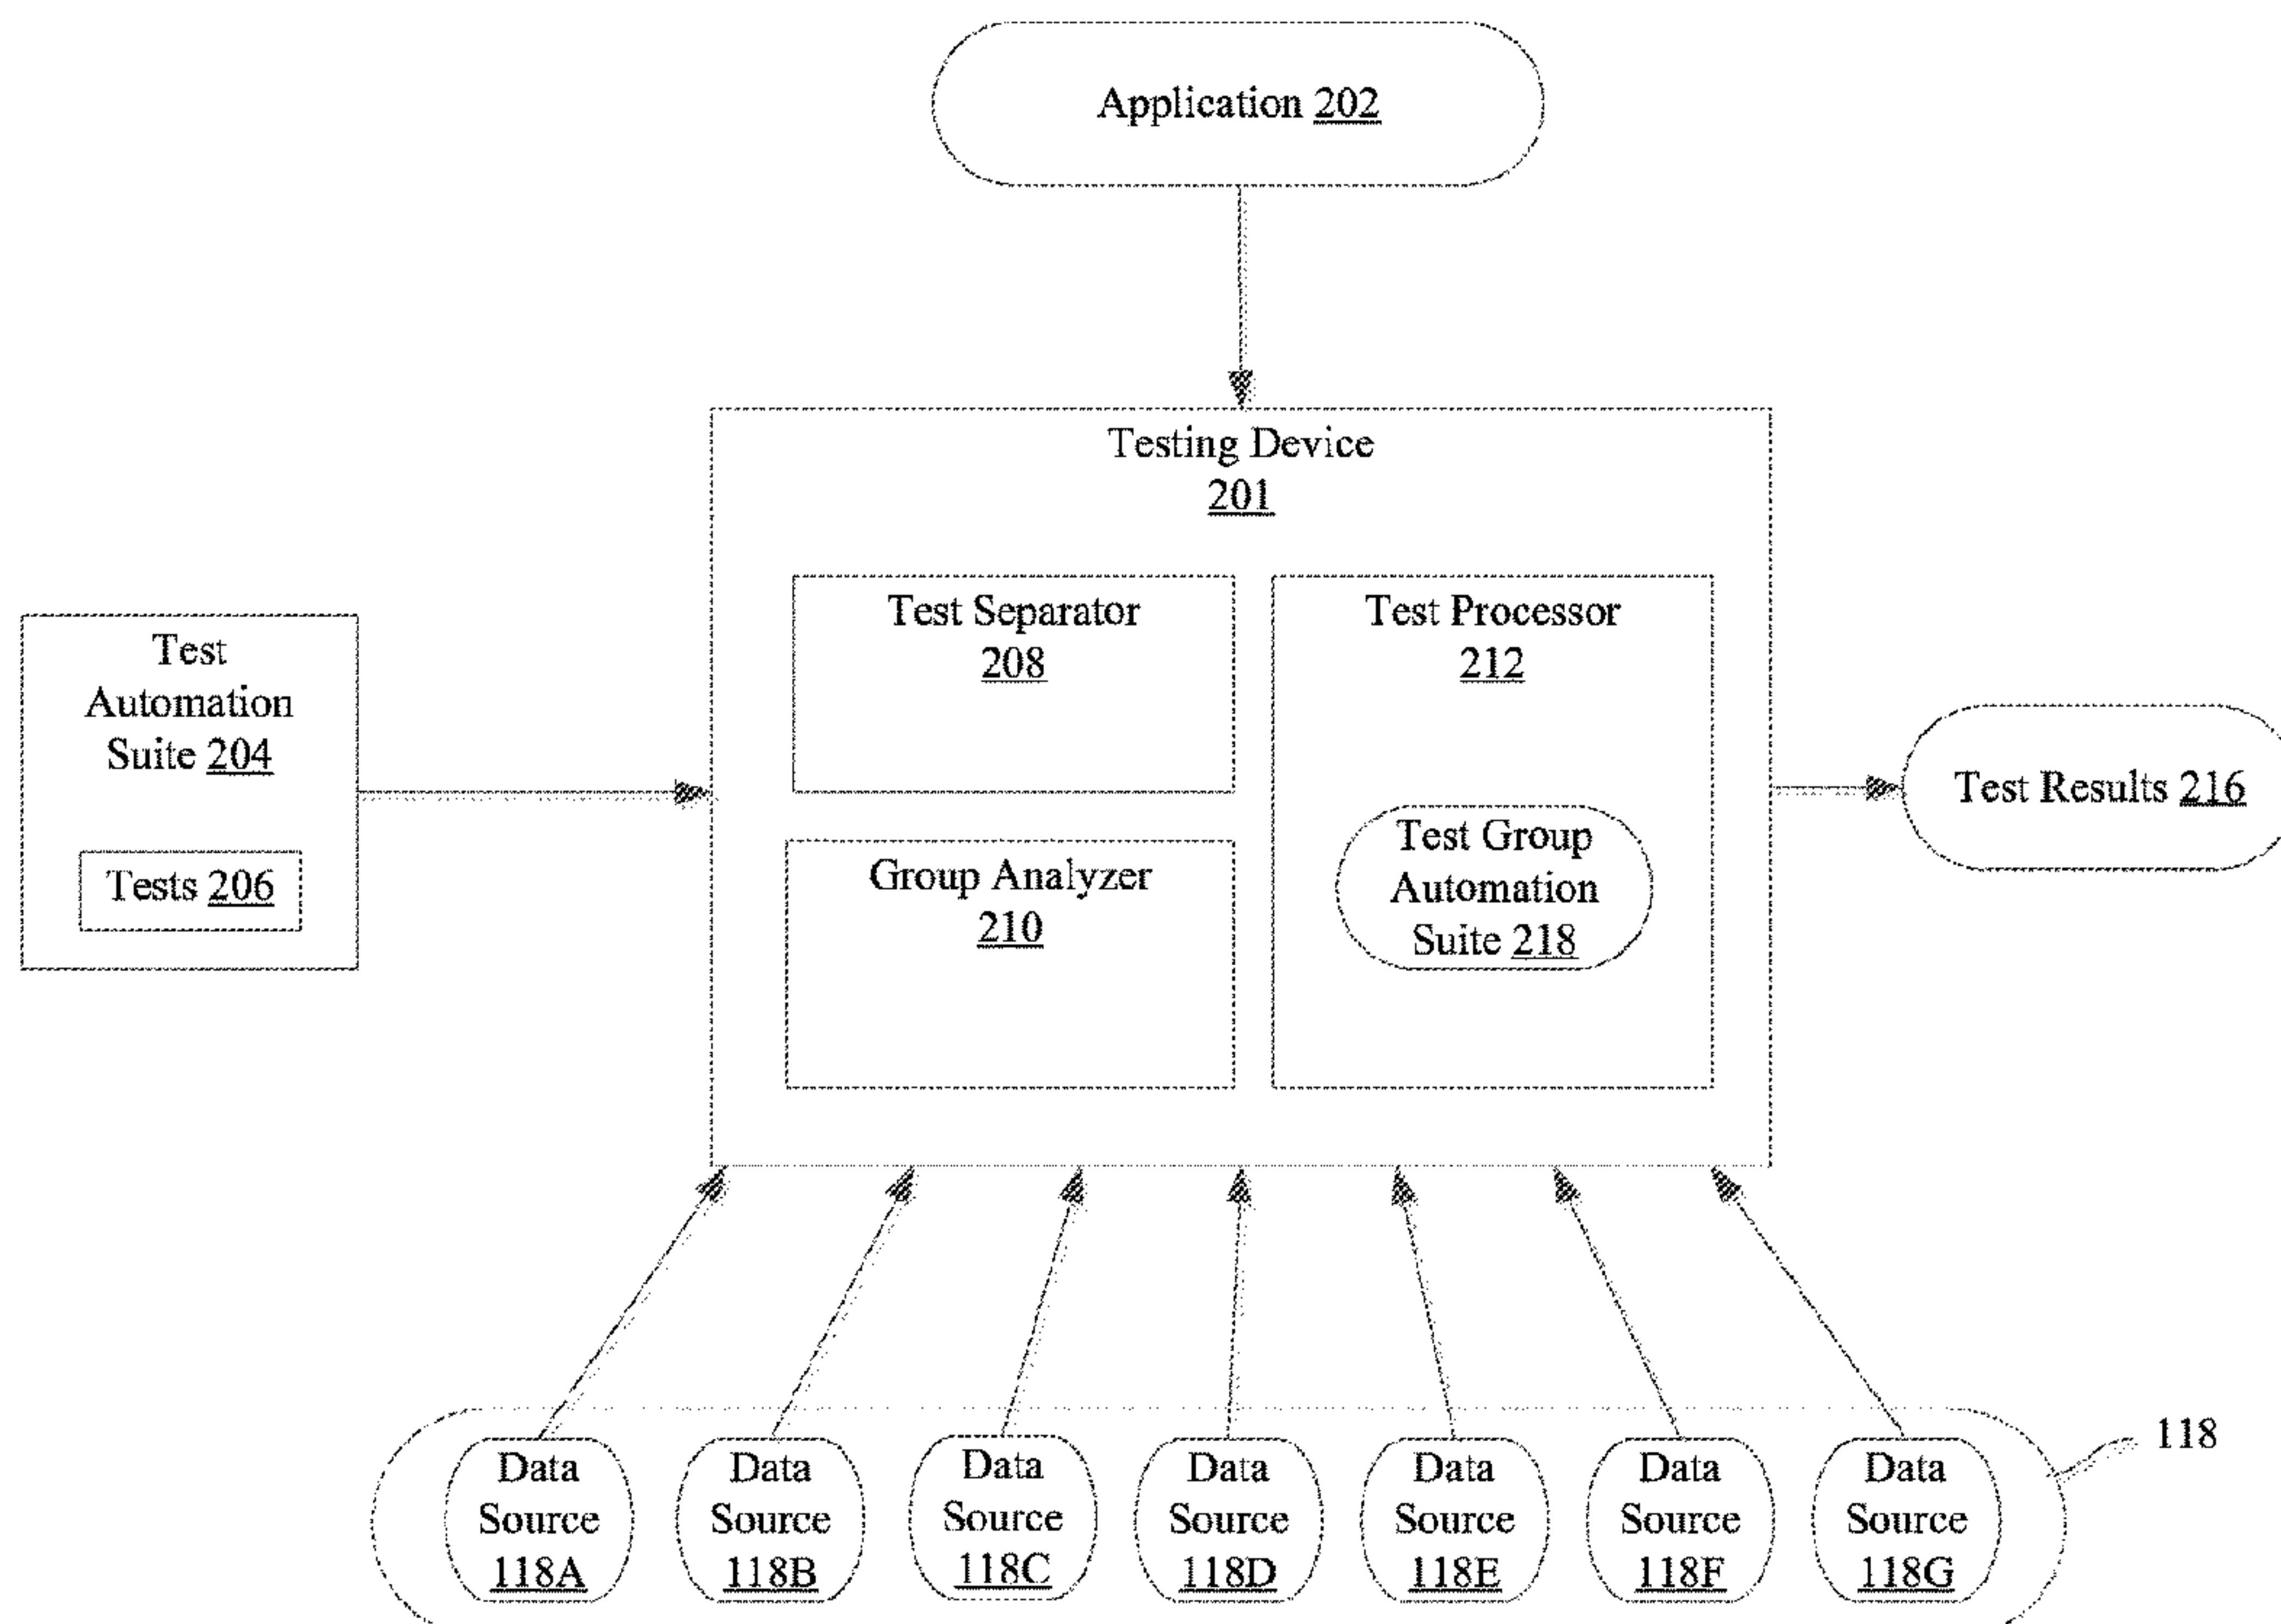 Application 202
Testing Device
201
Test Separator
208
Test Processor
212
Test
Automation
Suite 204
Tests 206
Group Analyzer
210
Test Group
Automation
Suite 218
Test Results 216
118
Data
Source
118A
Data
Source
118B
Data
Source
118C
Data
Source
118D
Data
Source
118E
Data
Source
118F
Data
Source
118G